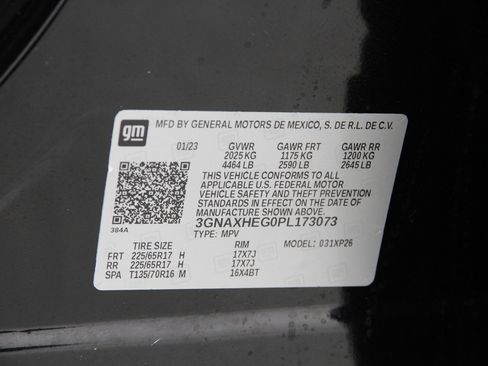 gm
MFD BY GENERAL MOTORS DE MEXICO, S. DE R.L. DE C.V.
01/23 GVWR GAWR FRT GAWR RR
2025 KG 1175 KG 1200 KG
4464 LB 2590 LB 2645 LB
THIS VEHICLE CONFORMS TO ALL
APPLICABLE U.S. FEDERAL MOTOR
VEHICLE SAFETY AND THEFT PREVENTION
STANDARDS IN EFFECT ON THE DATE OF
MANUFACTURE SHOWN ABOVE.
384A 3GNAXHEG0PL173073
TYPE: MPV
TIRE SIZE RIM MODEL: 031XP26
FRT 225/65R17 H 17X7J
RR 225/65R17 H 17X7J
SPA T135/70R16 M 16X4BT